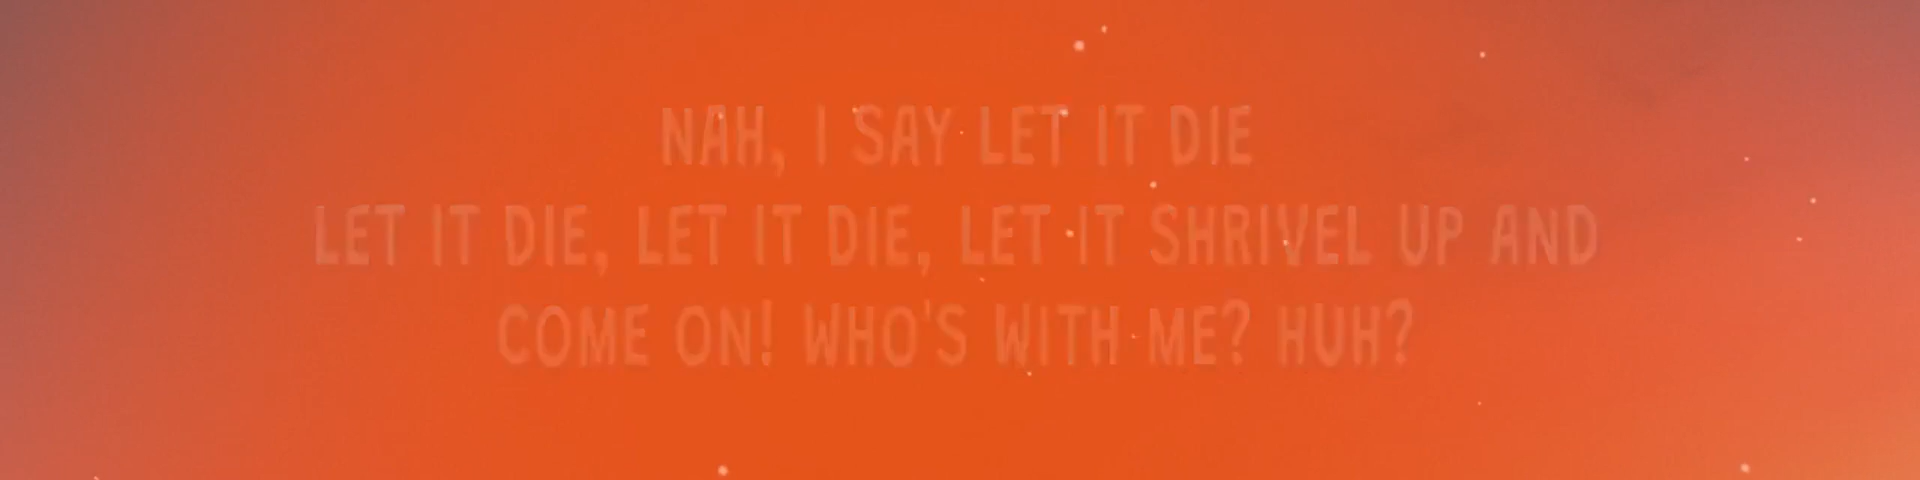 NAH, I SAY LET IT DIE
LET IT DIE, LET IT DIE, LET IT SHRIVEL UP AND
COME ON! WHO'S WITH ME? HUH?